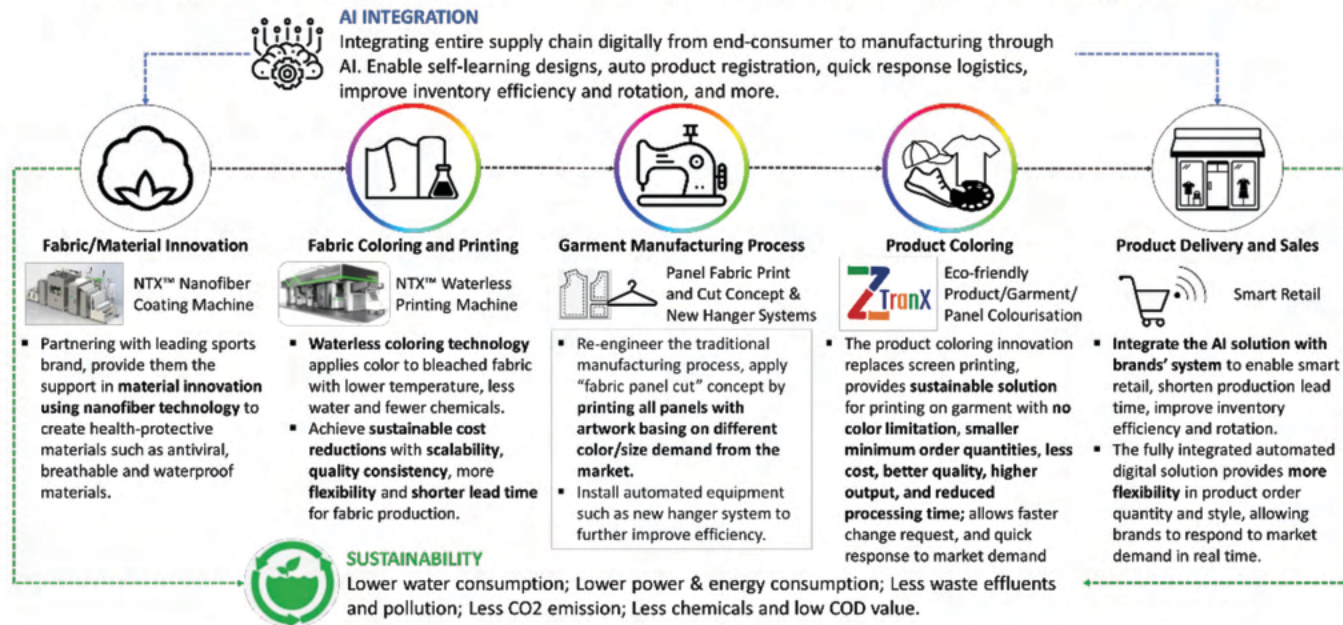 AI INTEGRATION
Integrating entire supply chain digitally from end-consumer to manufacturing through
AI. Enable self-learning designs, auto product registration, quick response logistics,
improve inventory efficiency and rotation, and more.
Fabric/Material Innovation
NTX™ Nanofiber
Coating Machine
▪ Partnering with leading sports
brand, provide them the
support in material innovation
using nanofiber technology to
create health-protective
materials such as antiviral,
breathable and waterproof
materials.
Fabric Coloring and Printing
NTX™ Waterless
Printing Machine
▪ Waterless coloring technology
applies color to bleached fabric
with lower temperature, less
water and fewer chemicals.
▪ Achieve sustainable cost
reductions with scalability,
quality consistency, more
flexibility and shorter lead time
for fabric production.
Garment Manufacturing Process
Panel Fabric Print
and Cut Concept &
New Hanger Systems
▪ Re-engineer the traditional
manufacturing process, apply
“fabric panel cut” concept by
printing all panels with
artwork basing on different
color/size demand from the
market.
▪ Install automated equipment
such as new hanger system to
further improve efficiency.
Product Coloring
Z TranX
Eco-friendly
Product/Garment/
Panel Colourisation
▪ The product coloring innovation
replaces screen printing,
provides sustainable solution
for printing on garment with no
color limitation, smaller
minimum order quantities, less
cost, better quality, higher
output, and reduced
processing time; allows faster
change request, and quick
response to market demand
Product Delivery and Sales
Smart Retail
▪ Integrate the AI solution with
brands’ system to enable smart
retail, shorten production lead
time, improve inventory
efficiency and rotation.
▪ The fully integrated automated
digital solution provides more
flexibility in product order
quantity and style, allowing
brands to respond to market
demand in real time.
SUSTAINABILITY
Lower water consumption; Lower power & energy consumption; Less waste effluents
and pollution; Less CO2 emission; Less chemicals and low COD value.